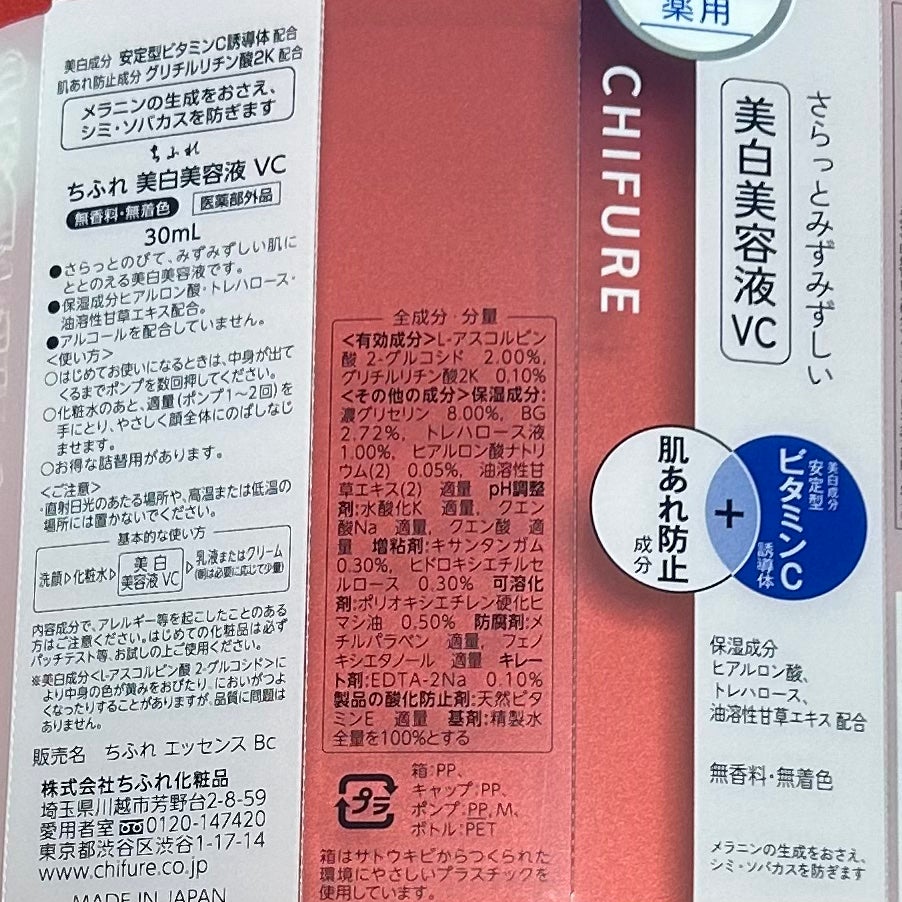 美白成分 安定型ビタミンC誘導体 配合
肌あれ防止成分 グリチルリチン酸2K 配合
メラニンの生成をおさえ、
シミ・ソバカスを防ぎます
ちふれ
ちふれ 美白美容液 VC
無香料・無着色 医薬部外品
30mL
●さらっとのびて、みずみずしい肌に
ととのえる美白美容液です。
●保湿成分ヒアルロン酸・トレハロース・
油溶性甘草エキス配合。
●アルコールを配合していません。
<使い方>
○はじめてお使いになるときは、中身が出て
くるまでポンプを数回押してください。
○化粧水のあと、適量(ポンプ1~2回)を
手にとり、やさしく顔全体にのばしなじ
ませます。
○お得な詰替用があります。
<ご注意>
・直射日光のあたる場所や、高温または低温の
場所には置かないでください。
基本的な使い方
洗顔▷化粧水▷美白美容液 VC▷乳液またはクリーム(朝は必要に応じて少量)
内容成分で、アレルギー等を起こしたことのある
方はご注意ください。はじめての化粧品は必ず
パッチテスト等、お試しの上ご使用ください。
※美白成分<L-アスコルビン酸 2-グルコシド>に
より中身の色が黄みをおびたり、においがつよ
くなったりすることがありますが、品質に問題は
ありません。
販売名 ちふれ エッセンス Bc
株式会社ちふれ化粧品
埼玉県川越市芳野台2-8-59
愛用者室 0120-147420
東京都渋谷区渋谷1-17-14
www.chifure.co.jp
MADE IN JAPAN
全成分・分量
<有効成分>L-アスコルビン
酸 2-グルコシド 2.00%,
グリチルリチン酸2K 0.10%
<その他の成分>保湿成分:
濃グリセリン 8.00%, BG
2.72%, トレハロース液
1.00%, ヒアルロン酸ナトリ
ウム(2) 0.05%, 油溶性甘
草エキス(2) 適量 pH調整
剤:水酸化K 適量, クエン
酸Na 適量, クエン酸 適
量 増粘剤:キサンタンガム
0.30%, ヒドロキシエチルセ
ルロース 0.30% 可溶化
剤:ポリオキシエチレン硬化ヒ
マシ油 0.50% 防腐剤:メ
チルパラベン 適量, フェノ
キシエタノール 適量 キレー
ト剤:EDTA-2Na 0.10%
製品の酸化防止剤:天然ビタ
ミンE 適量 基剤:精製水
全量を100%とする
プラ
箱:PP、
キャップ:PP、
ポンプ:PP,M、
ボトル:PET
箱はサトウキビからつくられた
環境にやさしいプラスチックを
使用しています。
CHIFURE
薬用
さらっとみずみずしい
美白美容液 VC
肌あれ防止成分
+
美白成分
安定型
ビタミンC
誘導体
保湿成分
ヒアルロン酸、
トレハロース、
油溶性甘草エキス 配合
無香料・無着色
メラニンの生成をおさえ、
シミ・ソバカスを防ぎます